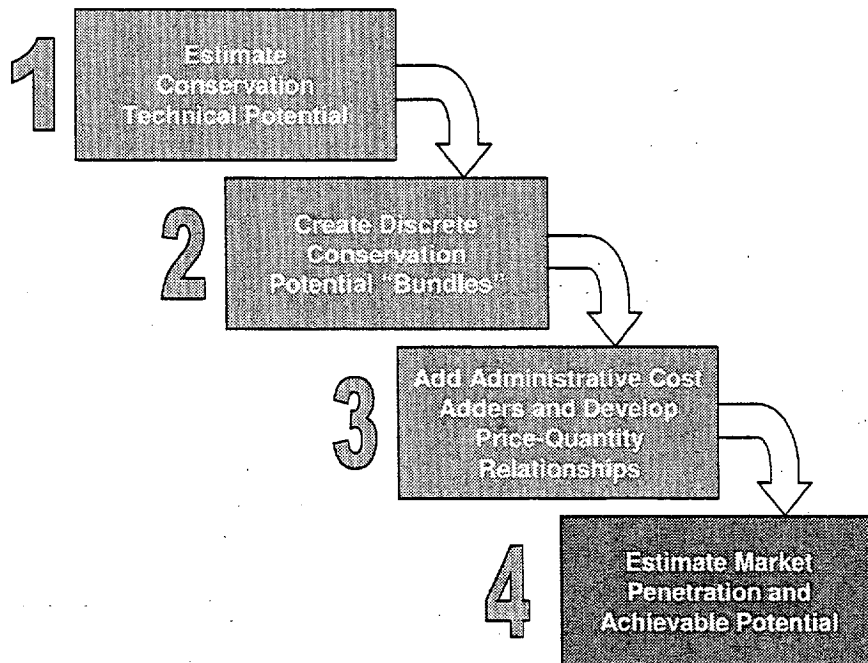 1
Estimate
Conservation
Technical Potential
2
Create Discrete
Conservation
Potential "Bundles"
3
Add Administrative Cost
Adders and Develop
Price-Quantity
Relationships
4
Estimate Market
Penetration and
Achievable Potential